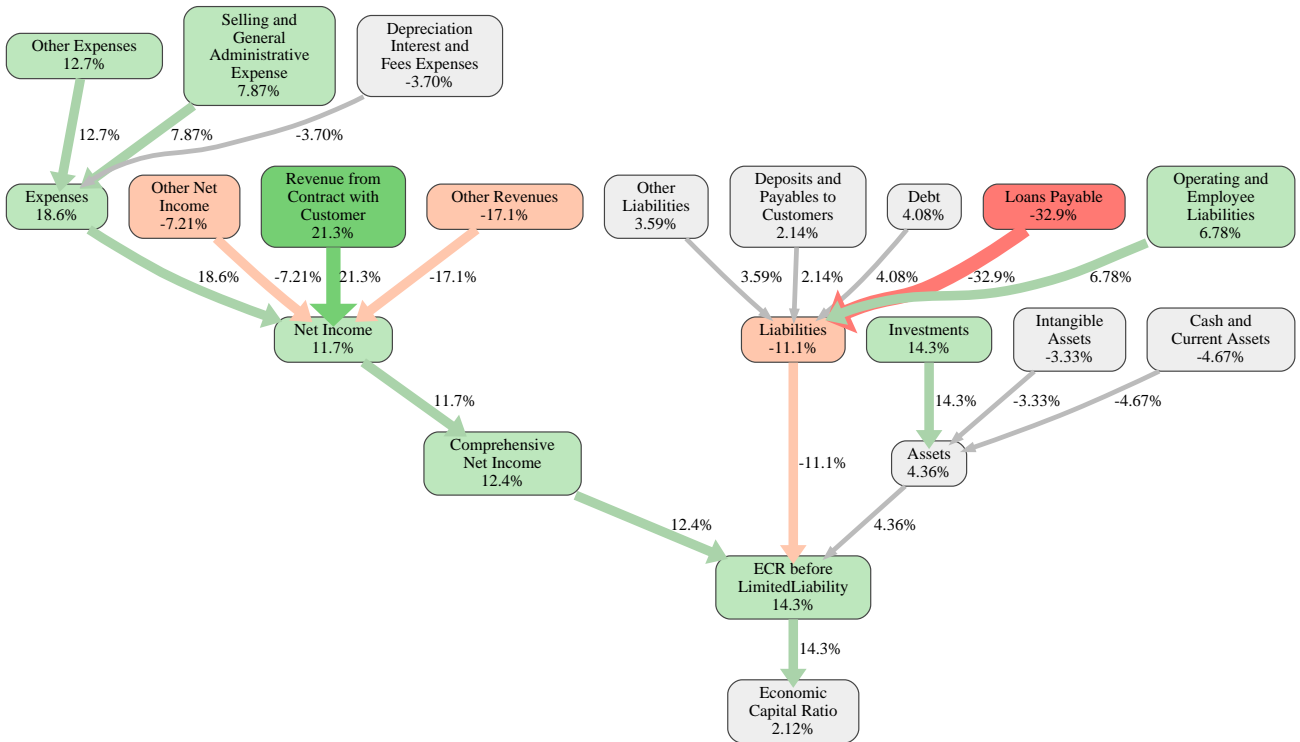 Other Expenses
12.7%
Selling and
General
Administrative
Expense
7.87%
Depreciation
Interest and
Fees Expenses
-3.70%
12.7%
7.87%
-3.70%
Expenses
18.6%
Other Net
Income
-7.21%
Revenue from
Contract with
Customer
21.3%
Other Revenues
-17.1%
Other
Liabilities
3.59%
Deposits and
Payables to
Customers
2.14%
Debt
4.08%
Loans Payable
-32.9%
Operating and
Employee
Liabilities
6.78%
18.6%
-7.21%
21.3%
-17.1%
3.59%
2.14%
4.08%
-32.9%
6.78%
Net Income
11.7%
Liabilities
-11.1%
Investments
14.3%
Intangible
Assets
-3.33%
Cash and
Current Assets
-4.67%
11.7%
-11.1%
14.3%
-3.33%
-4.67%
Comprehensive
Net Income
12.4%
Assets
4.36%
12.4%
4.36%
ECR before
LimitedLiability
14.3%
14.3%
Economic
Capital Ratio
2.12%